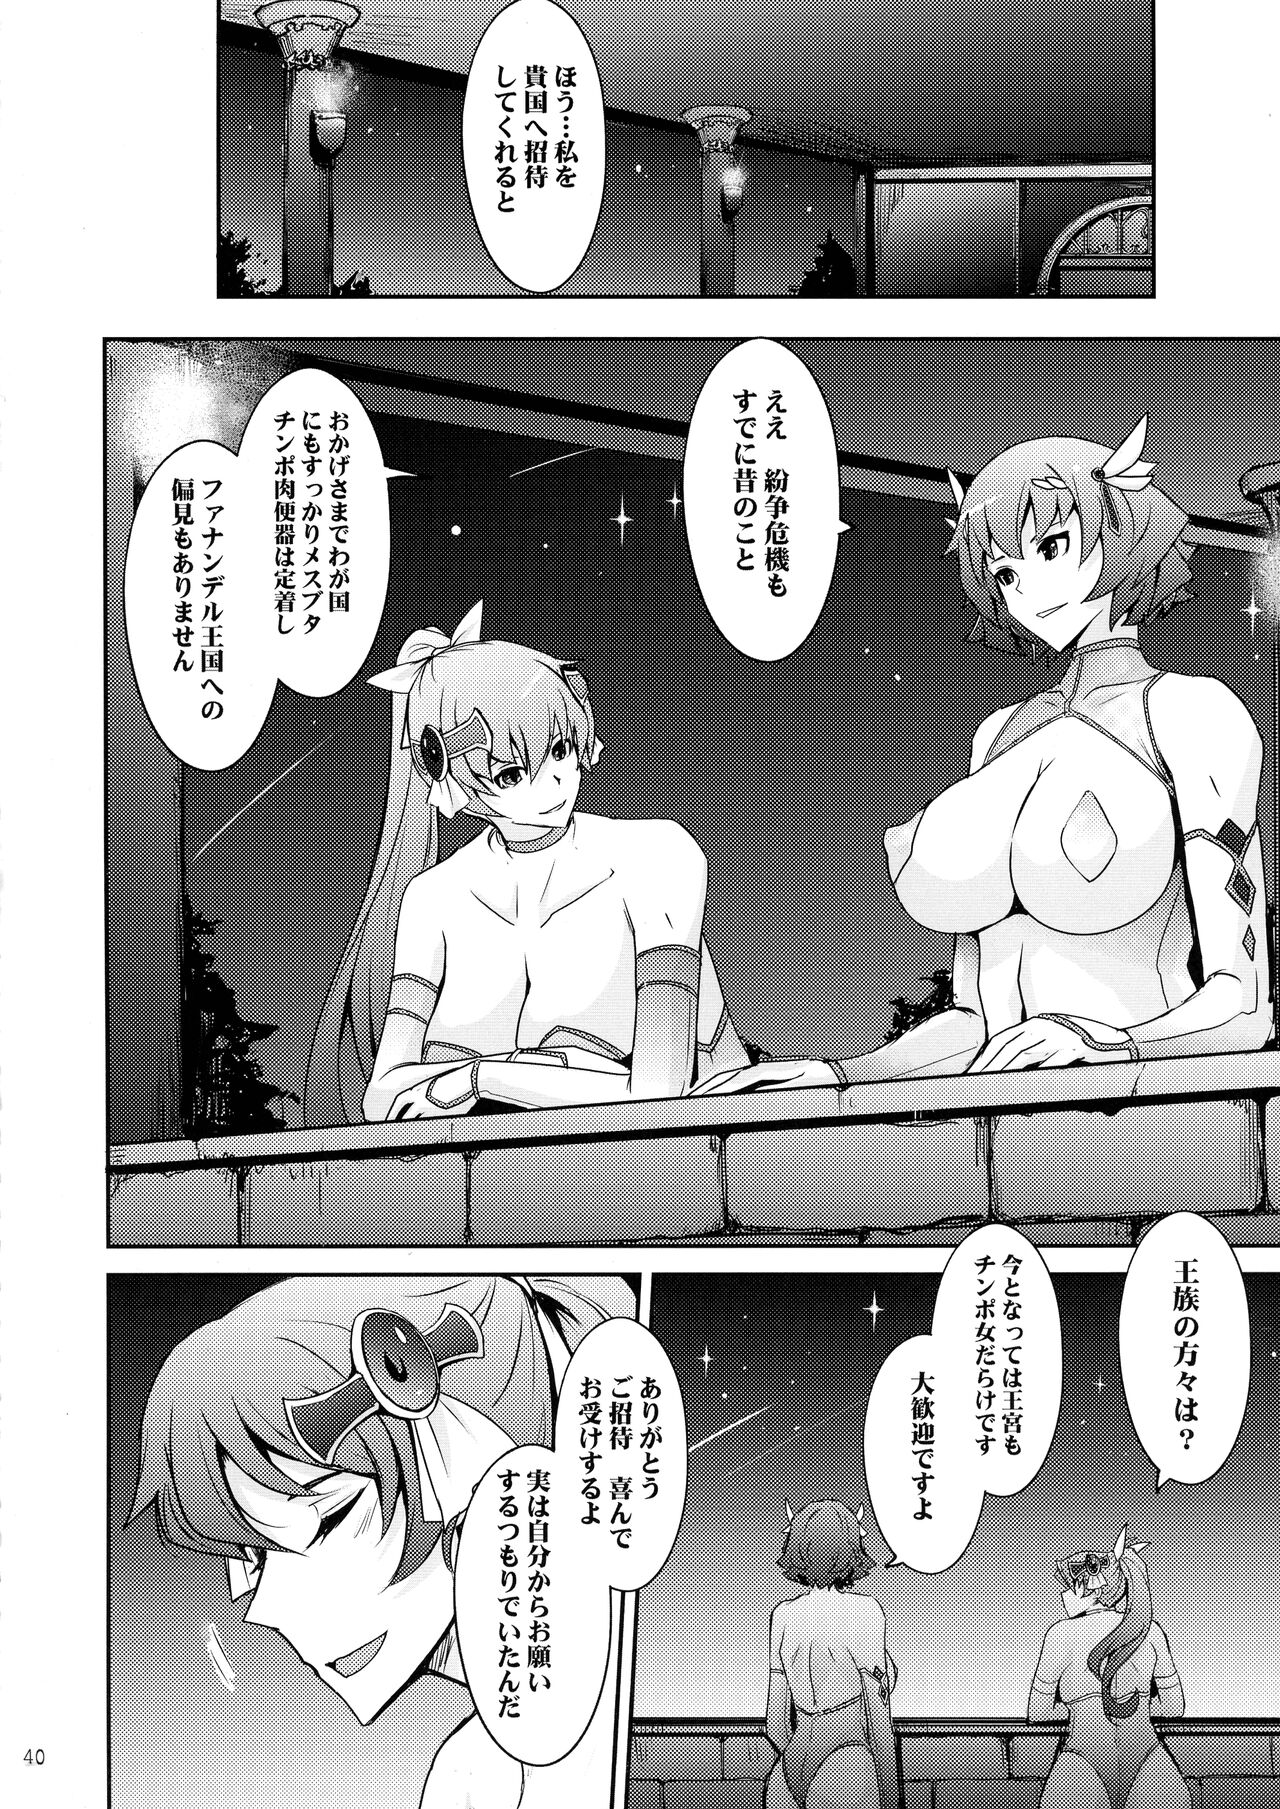 ほう…私を
貴国へ招待
してくれると
ええ　紛争危機も
すでに昔のこと
おかげさまでわが国
にもすっかりメスブタ
チンポ肉便器は定着し
ファナンデル王国への
偏見もありません
王族の方々は？
今となっては王宮も
チンポ女だらけです
大歓迎ですよ
ありがとう
ご招待　喜んで
お受けするよ
実は自分からお願い
するつもりでいたんだ
40